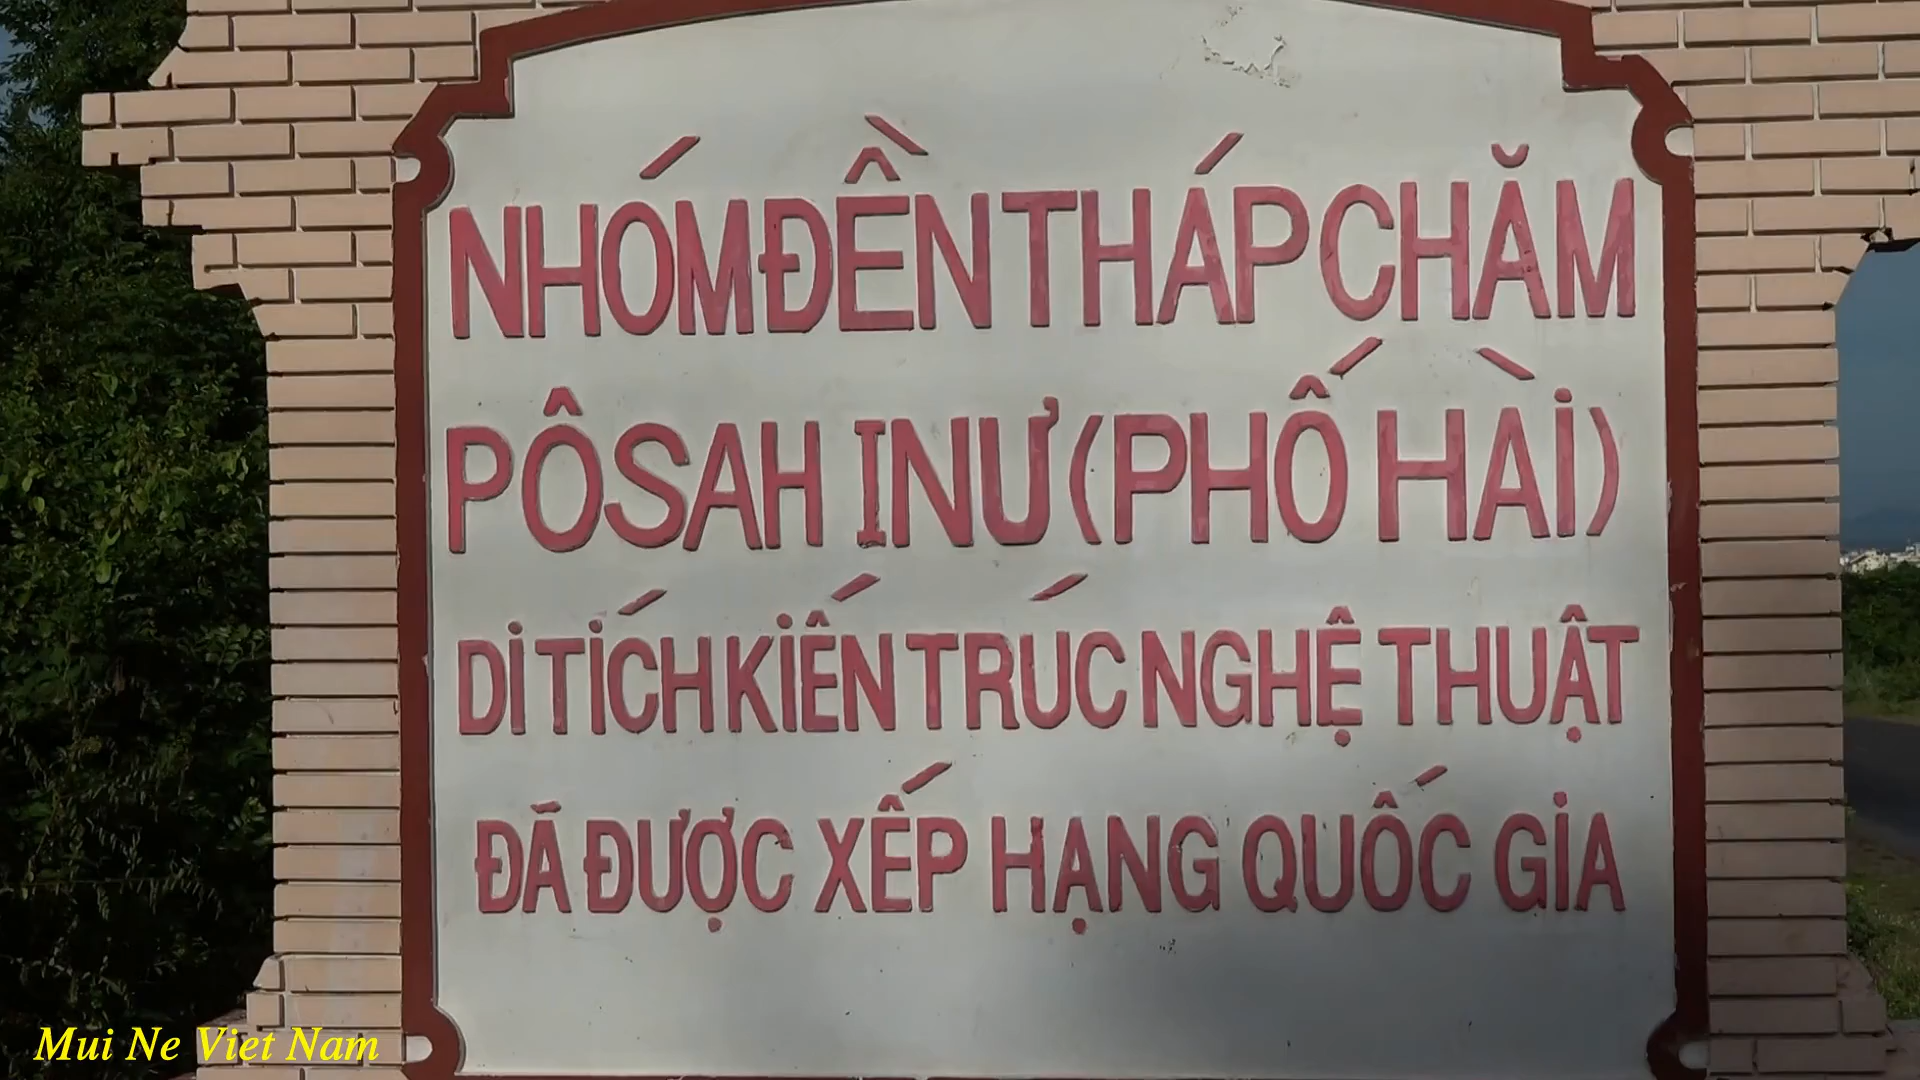 NHÓM ĐỀN THÁP CHĂM
PÔSAH INƯ (PHỐ HÀI)
DI TÍCH KIẾN TRÚC NGHỆ THUẬT
ĐÃ ĐƯỢC XẾP HẠNG QUỐC GIA
Mui Ne Viet Nam